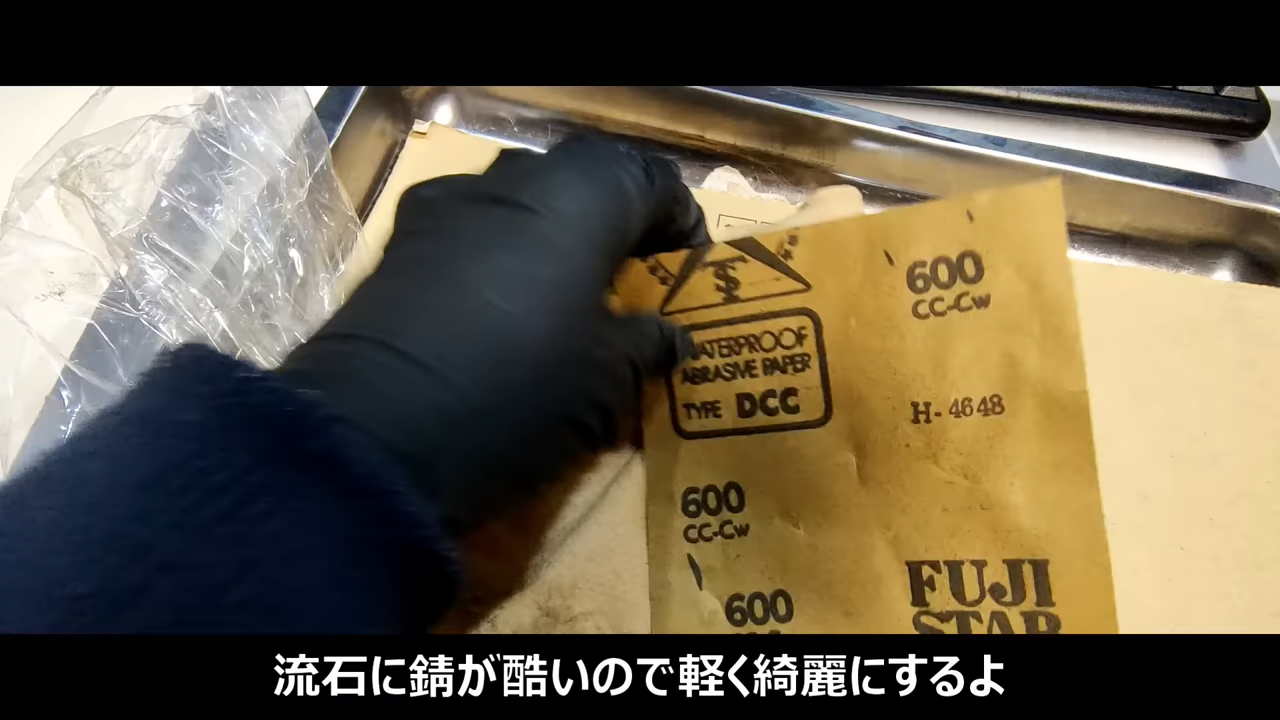 600
CC-Cw
WATERPROOF
ABRASIVE PAPER
TYPE DCC
H-4648
600
CC-Cw
600
FUJI
STAR
流石に錆が酷いので軽く綺麗にするよ